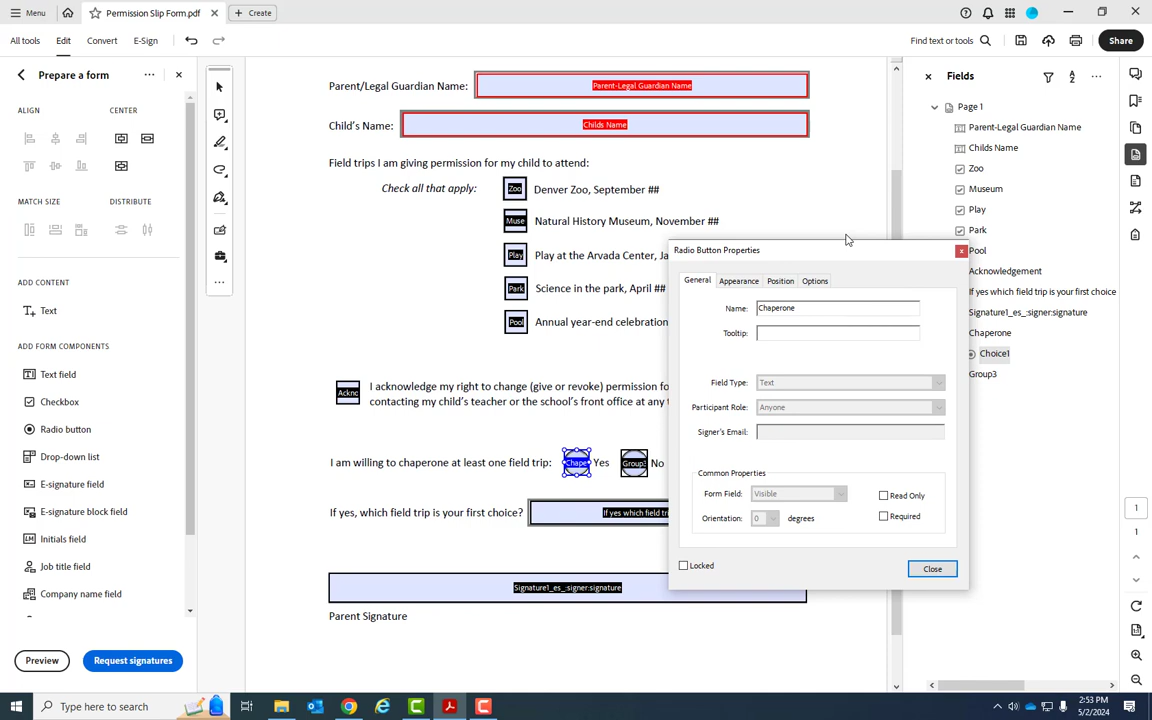 Menu
Permission Slip Form.pdf
Create
All tools
Edit
Convert
E-Sign
Find text or tools
Share
Prepare a form
ALIGN
CENTER
MATCH SIZE
DISTRIBUTE
ADD CONTENT
Text
ADD FORM COMPONENTS
Text field
Checkbox
Radio button
Drop-down list
E-signature field
E-signature block field
Initials field
Job title field
Company name field
Preview
Request signatures
Parent/Legal Guardian Name:
Parent-Legal Guardian Name
Child's Name:
Childs Name
Field trips I am giving permission for my child to attend:
Check all that apply:
Zoo
Denver Zoo, September ##
Muse
Natural History Museum, November ##
Play
Play at the Arvada Center, Ja
Park
Science in the park, April ##
Pool
Annual year-end celebration
Ackno
I acknowledge my right to change (give or revoke) permission fo
contacting my child's teacher or the school's front office at any t
I am willing to chaperone at least one field trip:
Chape
Yes
Group
No
If yes, which field trip is your first choice?
If yes which field tri
Signature1_es_:signer:signature
Parent Signature
Radio Button Properties
General
Appearance
Position
Options
Name:
Chaperone
Tooltip:
Field Type:
Text
Participant Role:
Anyone
Signer's Email:
Common Properties
Form Field:
Visible
Read Only
Orientation:
0
degrees
Required
Locked
Close
Fields
Page 1
Parent-Legal Guardian Name
Childs Name
Zoo
Museum
Play
Park
Pool
Acknowledgement
If yes which field trip is your first choice
Signature1_es_:signer:signature
Chaperone
Choice1
Group3
1
1
Type here to search
2:53 PM
5/2/2024